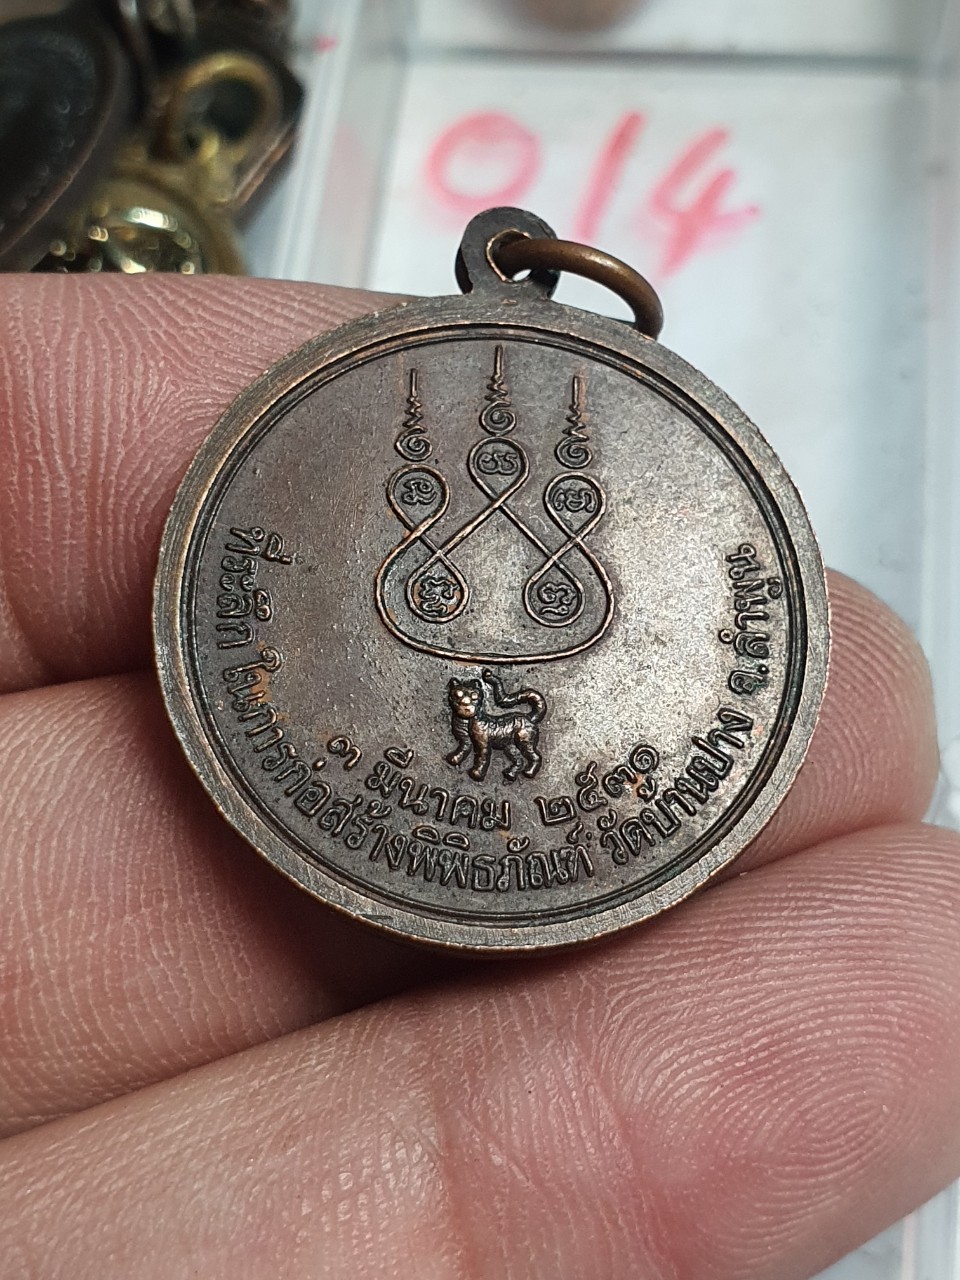 014
๓ มีนาคม ๒๕๓๑
ที่ระลึก ในการก่อสร้างพิพิธภัณฑ์ วัดบ้านปาง จ.ลำพูน